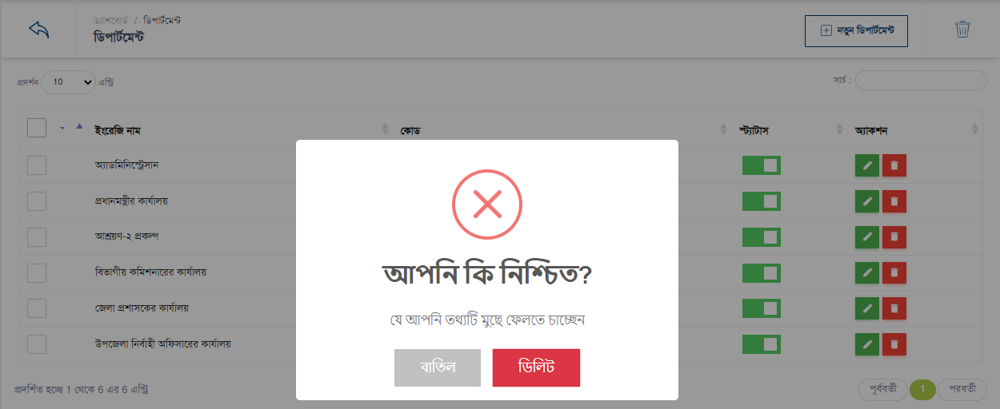 ড্যাশবোর্ড / ডিপার্টমেন্ট
ডিপার্টমেন্ট
নতুন ডিপার্টমেন্ট
প্রদর্শন 10 এন্ট্রি
সার্চ :
ইংরেজি নাম কোড স্ট্যাটাস অ্যাকশন
অ্যাডমিনিস্ট্রেসান
প্রধানমন্ত্রীর কার্যালয়
আশ্রয়ণ-২ প্রকল্প
বিভাগীয় কমিশনারের কার্যালয়
জেলা প্রশাসকের কার্যালয়
উপজেলা নির্বাহী অফিসারের কার্যালয়
আপনি কি নিশ্চিত?
যে আপনি তথ্যটি মুছে ফেলতে চাচ্ছেন
বাতিল ডিলিট
প্রদর্শিত হচ্ছে 1 থেকে 6 এর 6 এন্ট্রি
পূর্ববর্তী 1 পরবর্তী